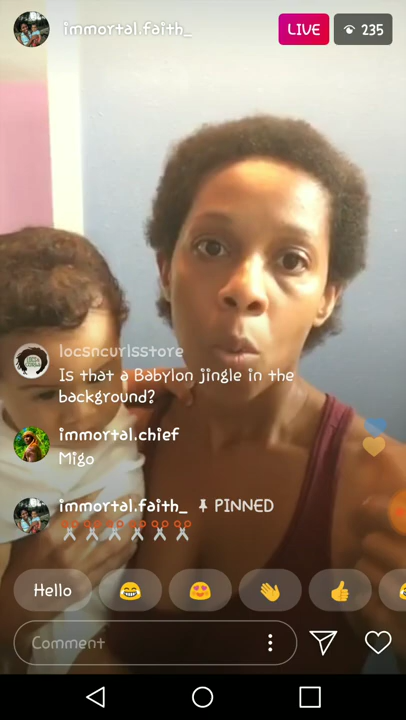 immortal.faith_
LIVE
235
locsncurlsstore
Is that a Babylon jingle in the
background?
immortal.chief
Migo
immortal.faith_ PINNED
Hello
Comment